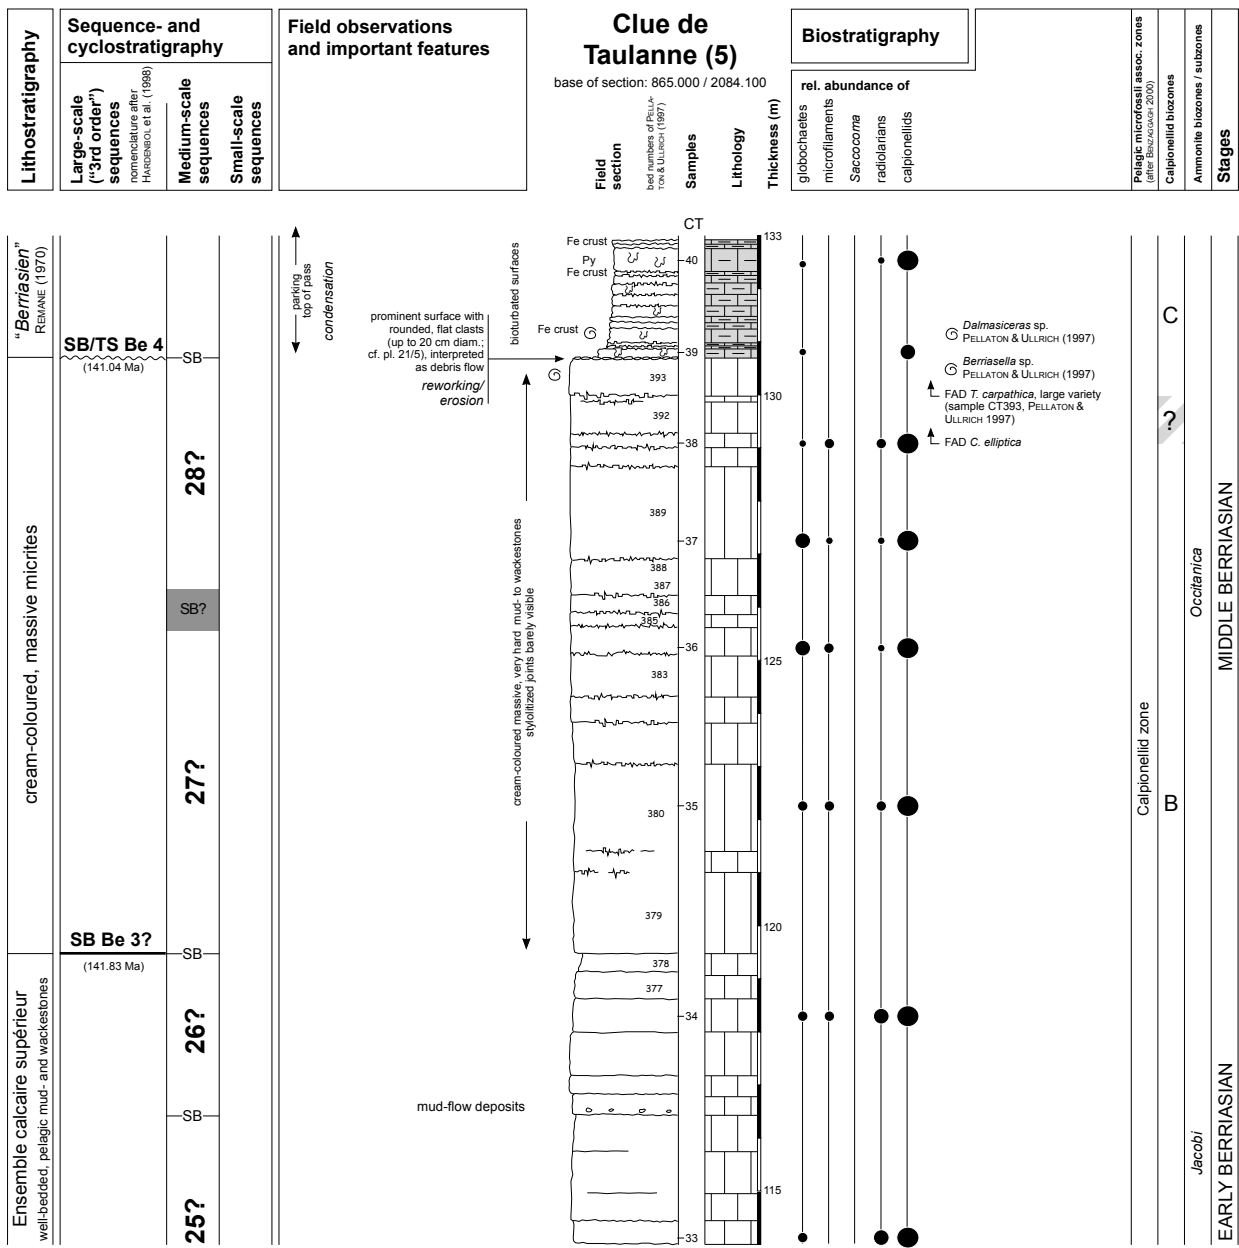 Lithostratigraphy
Sequence- and
cyclostratigraphy
Large-scale
("3rd order")
sequences
nomenclature after
HARDENBOL et al. (1998)
Medium-scale
sequences
Small-scale
sequences
Field observations
and important features
Clue de
Taulanne (5)
base of section: 865.000 / 2084.100
Field
section
bed numbers of PELLA-
TON & ULLRICH (1997)
Samples
Lithology
Thickness (m)
Biostratigraphy
rel. abundance of
globochaetes
microfilaments
Saccocoma
radiolarians
calpionellids
Pelagic microfossli assoc. zones
(after BENZAGGAGH 2000)
Calpionellid biozones
Ammonite biozones / subzones
Stages
"Berriasien"
REMANE (1970)
cream-coloured, massive micrites
Ensemble calcaire supérieur
well-bedded, pelagic mud- and wackestones
SB/TS Be 4
(141.04 Ma)
SB Be 3?
(141.83 Ma)
SB
28?
SB?
27?
SB
26?
SB
25?
parking
top of pass
condensation
prominent surface with
rounded, flat clasts
(up to 20 cm diam.;
cf. pl. 21/5), interpreted
as debris flow
reworking/
erosion
bioturbated surfaces
cream-coloured massive, very hard mud- to wackestones
stylolitized joints barely visible
mud-flow deposits
Fe crust
Py
Fe crust
Fe crust
393
392
389
388
387
386
385
383
380
379
378
377
CT
40
39
38
37
36
35
34
33
133
130
125
120
115
Dalmasiceras sp.
PELLATON & ULLRICH (1997)
Berriasella sp.
PELLATON & ULLRICH (1997)
FAD T. carpathica, large variety
(sample CT393, PELLATON &
ULLRICH 1997)
FAD C. elliptica
Calpionellid zone
C
?
B
Occitanica
Jacobi
MIDDLE BERRIASIAN
EARLY BERRIASIAN